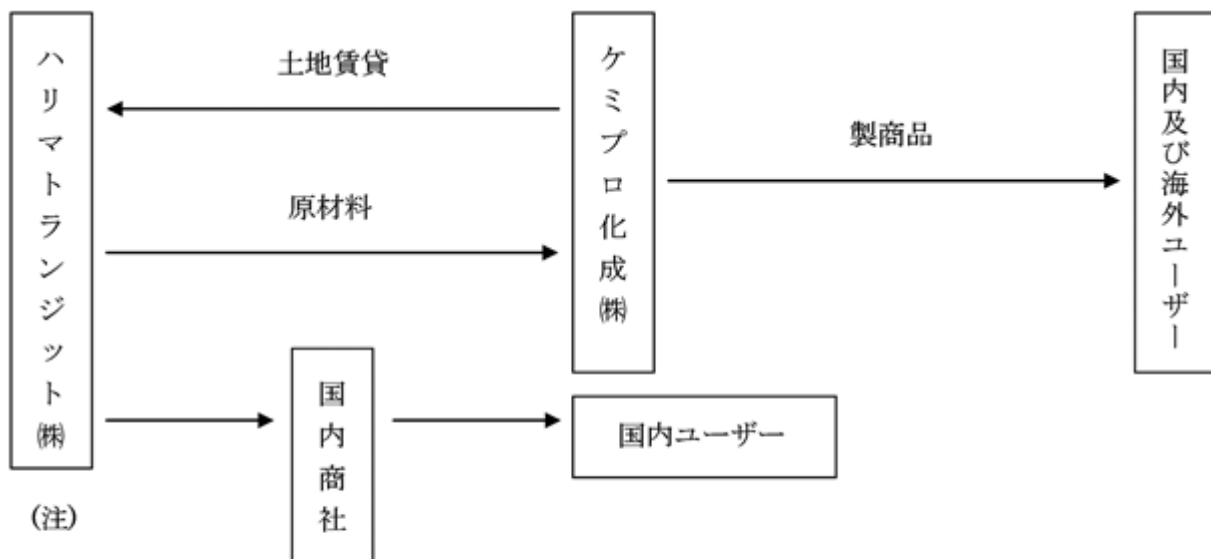 ハリマトランジット㈱
土地賃貸
原材料
ケミプロ化成㈱
製商品
国内及び海外ユーザー
国内商社
国内ユーザー
(注)